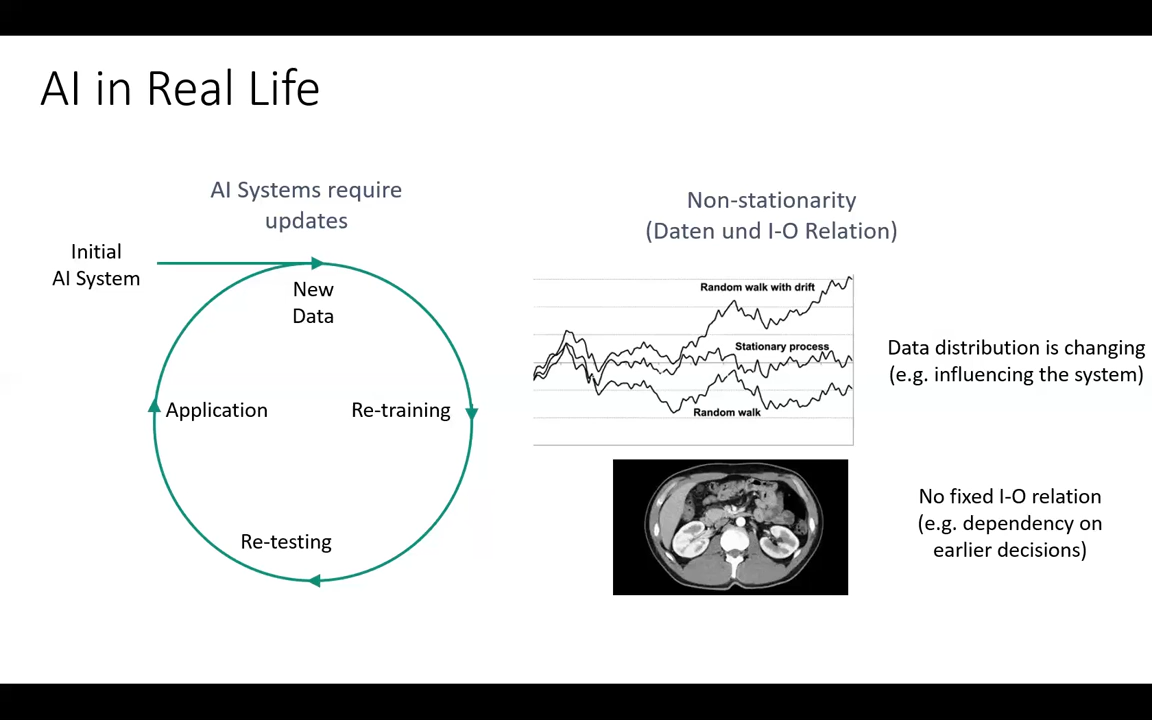 AI in Real Life
AI Systems require
updates
Initial
AI System
New
Data
Application
Re-training
Re-testing
Non-stationarity
(Daten und I-O Relation)
Random walk with drift
Stationary process
Random walk
Data distribution is changing
(e.g. influencing the system)
No fixed I-O relation
(e.g. dependency on
earlier decisions)